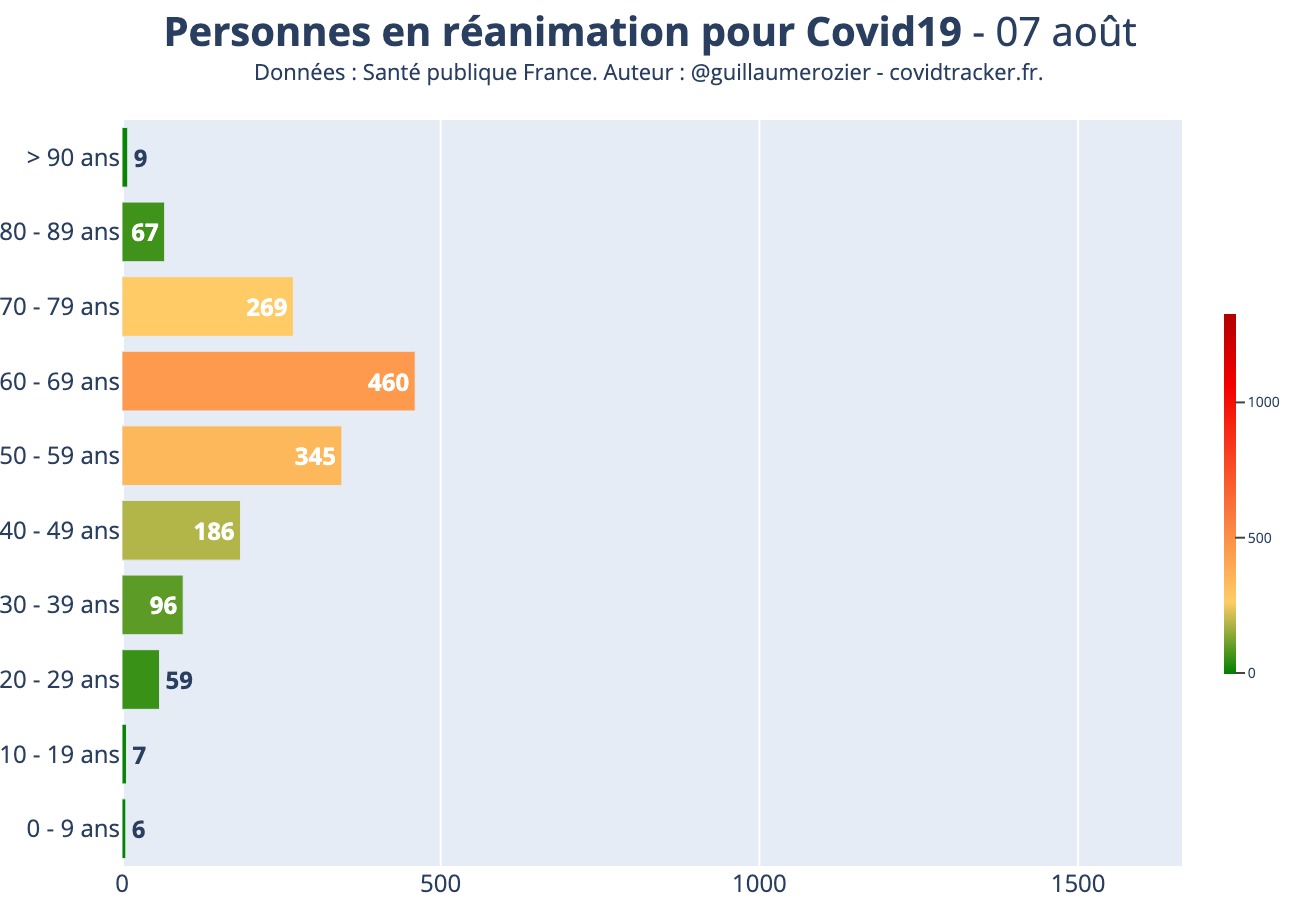 Personnes en réanimation pour Covid19 - 07 août
Données : Santé publique France. Auteur : @guillaumerozier - covidtracker.fr.
> 90 ans 9
80 - 89 ans 67
70 - 79 ans 269
60 - 69 ans 460
50 - 59 ans 345
40 - 49 ans 186
30 - 39 ans 96
20 - 29 ans 59
10 - 19 ans 7
0 - 9 ans 6
0 500 1000 1500
1000
500
0